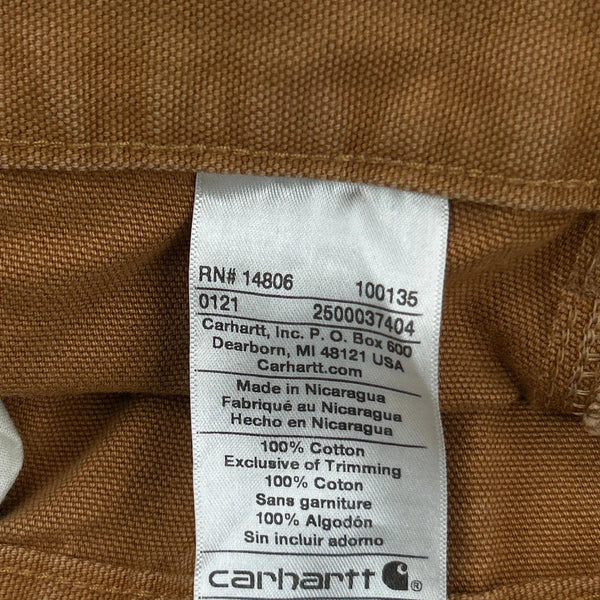 RN# 14806 100135
0121 2500037404
Carhartt, Inc. P. O. Box 600
Dearborn, MI 48121 USA
Carhartt.com
Made in Nicaragua
Fabriqué au Nicaragua
Hecho en Nicaragua
100% Cotton
Exclusive of Trimming
100% Coton
Sans garniture
100% Algodón
Sin incluir adorno
carhartt ®